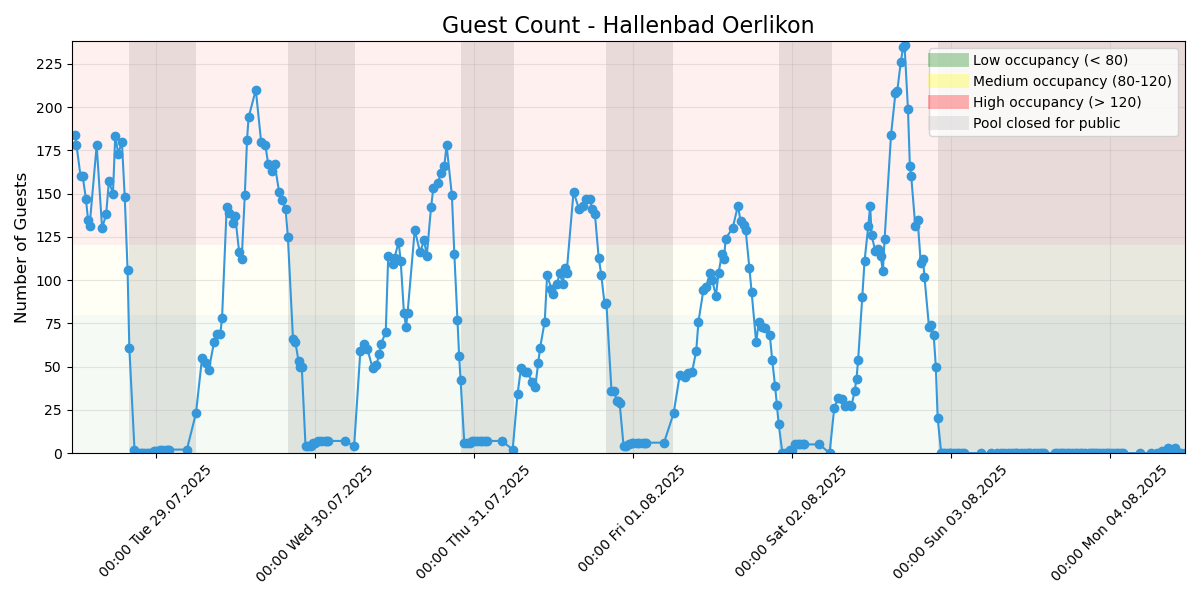 Guest Count - Hallenbad Oerlikon
Number of Guests
225
200
175
150
125
100
75
50
25
0
Low occupancy (< 80)
Medium occupancy (80-120)
High occupancy (> 120)
Pool closed for public
00:00 Tue 29.07.2025
00:00 Wed 30.07.2025
00:00 Thu 31.07.2025
00:00 Fri 01.08.2025
00:00 Sat 02.08.2025
00:00 Sun 03.08.2025
00:00 Mon 04.08.2025